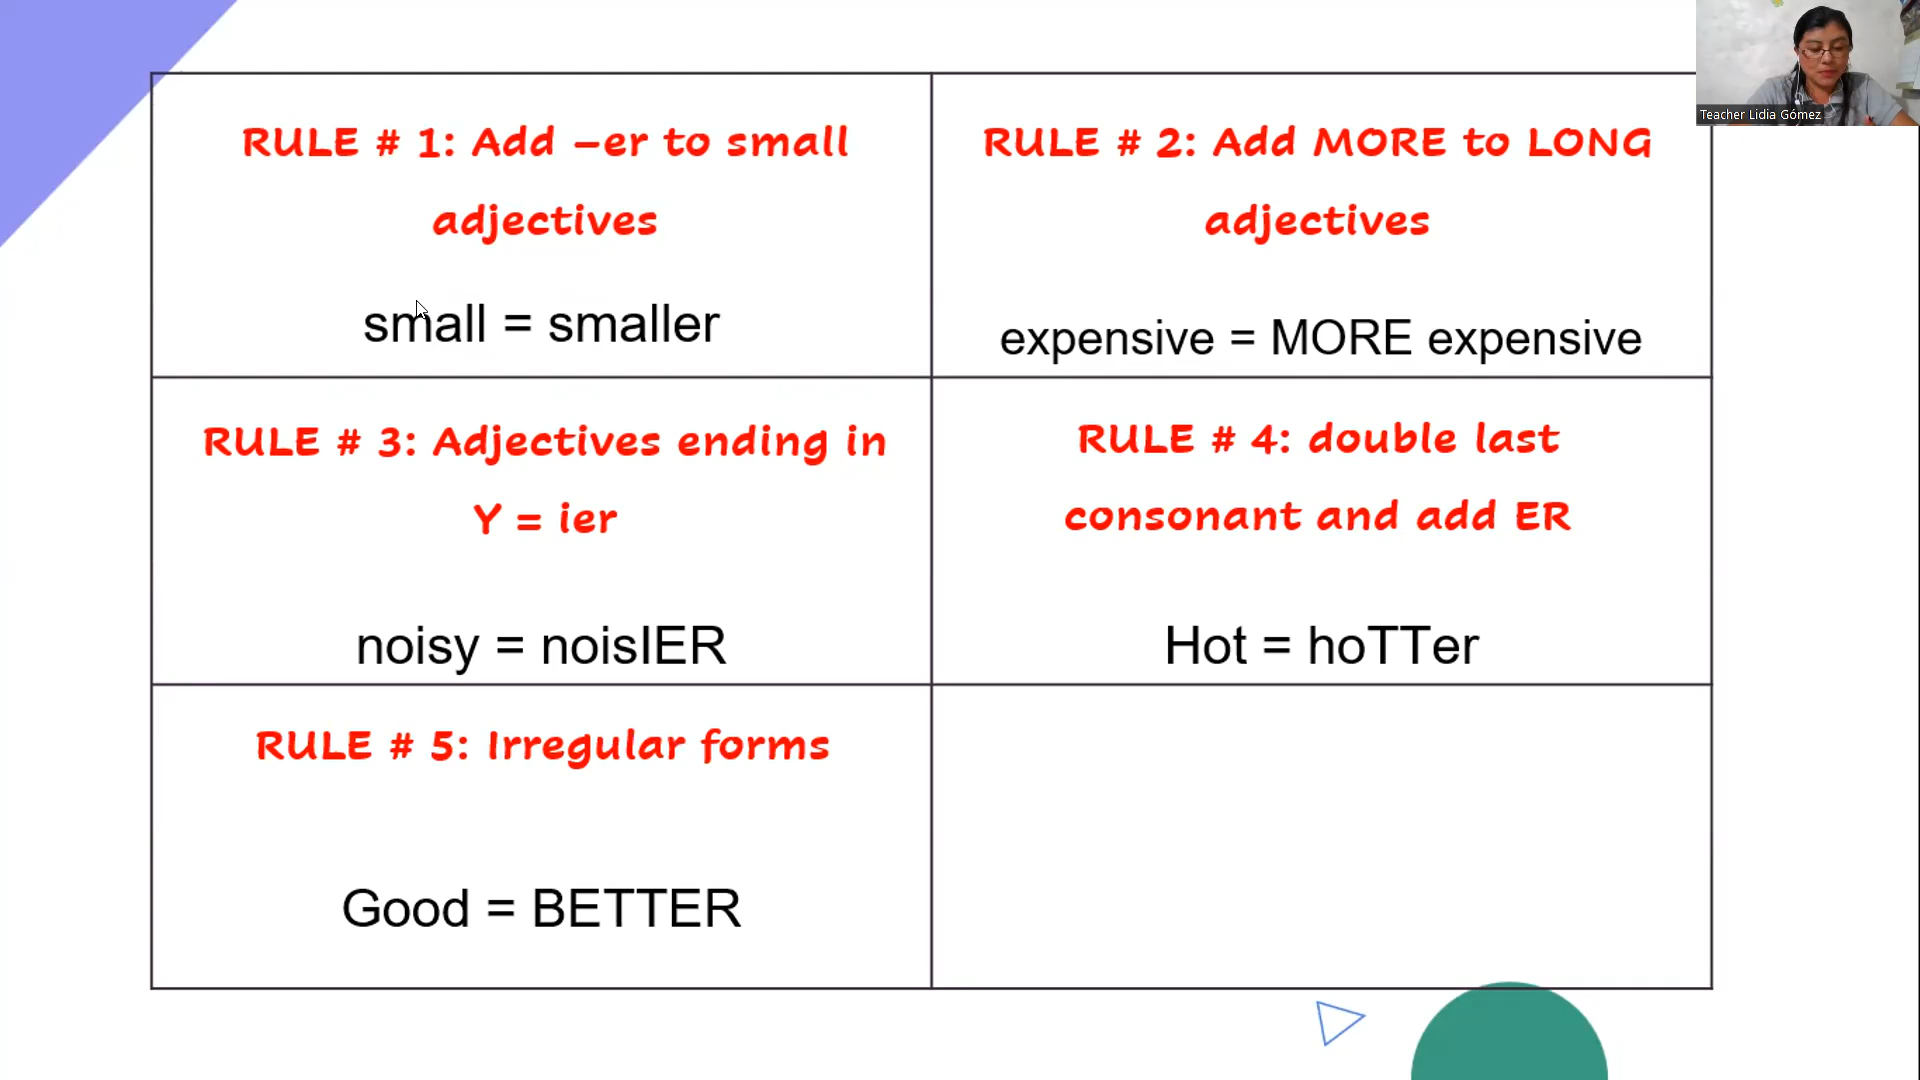 Teacher Lidia Gómez
RULE # 1: Add –er to small
adjectives
small = smaller
RULE # 2: Add MORE to LONG
adjectives
expensive = MORE expensive
RULE # 3: Adjectives ending in
Y = ier
noisy = noisIER
RULE # 4: double last
consonant and add ER
Hot = hoTTer
RULE # 5: Irregular forms
Good = BETTER